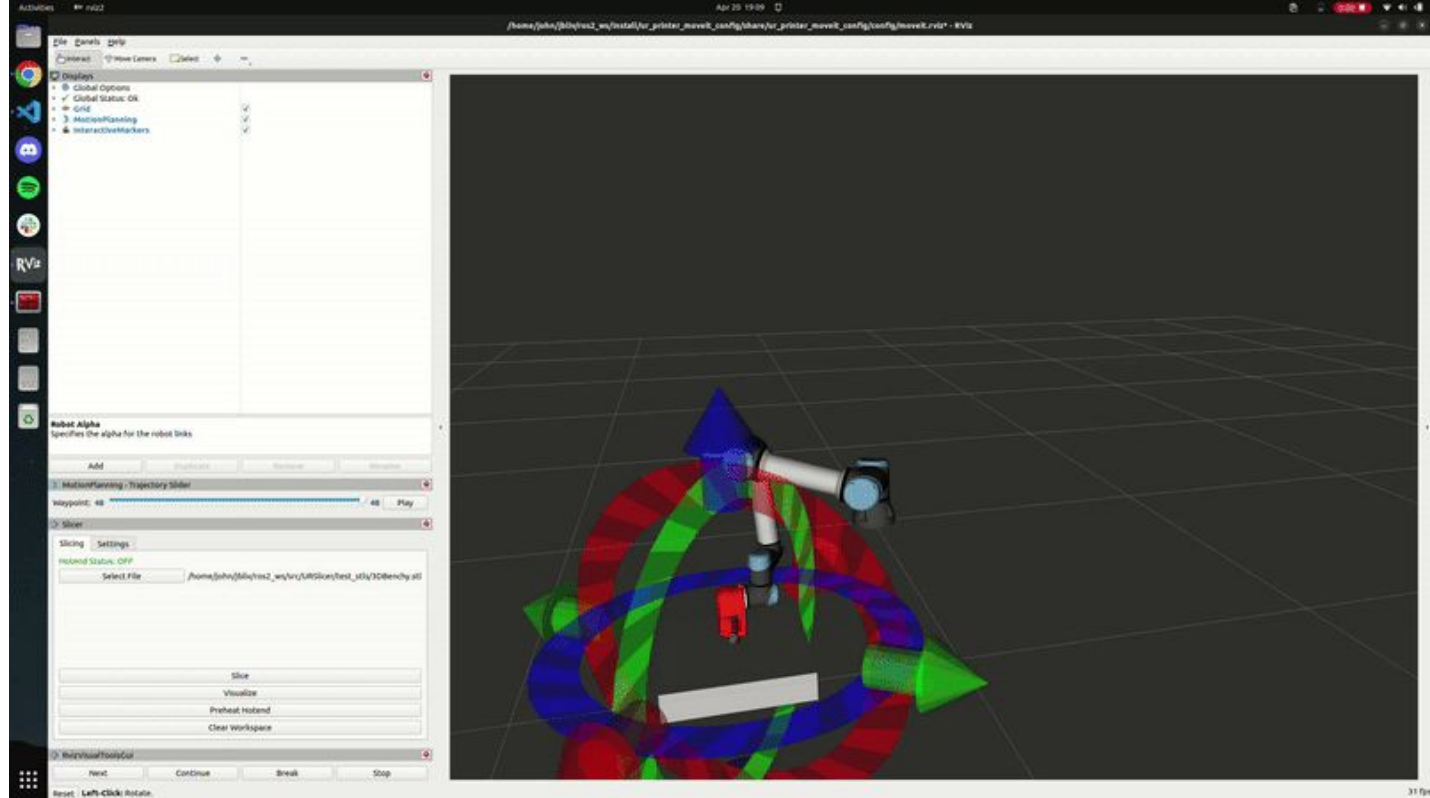 Activities rviz2 Apr 20 19:09
/home/john/jbliv/ros2_ws/install/ur_printer_moveit_config/share/ur_printer_moveit_config/config/moveit.rviz* - RViz
File Panels Help
Interact Move Camera Select
Displays
Global Options
Global Status: Ok
Grid
MotionPlanning
InteractiveMarkers
RViz
Robot Alpha
Specifies the alpha for the robot links
Add Duplicate Remove Rename
MotionPlanning - Trajectory Slider
Waypoint: 48 48 Play
Slicer
Slicing Settings
Hotend Status: OFF
Select File /home/john/jbliv/ros2_ws/src/URSlicer/test_stls/3DBenchy.stl
Slice
Visualize
Preheat Hotend
Clear Workspace
RvizVisualToolsGui
Next Continue Break Stop
Reset Left-Click: Rotate. 31 fps